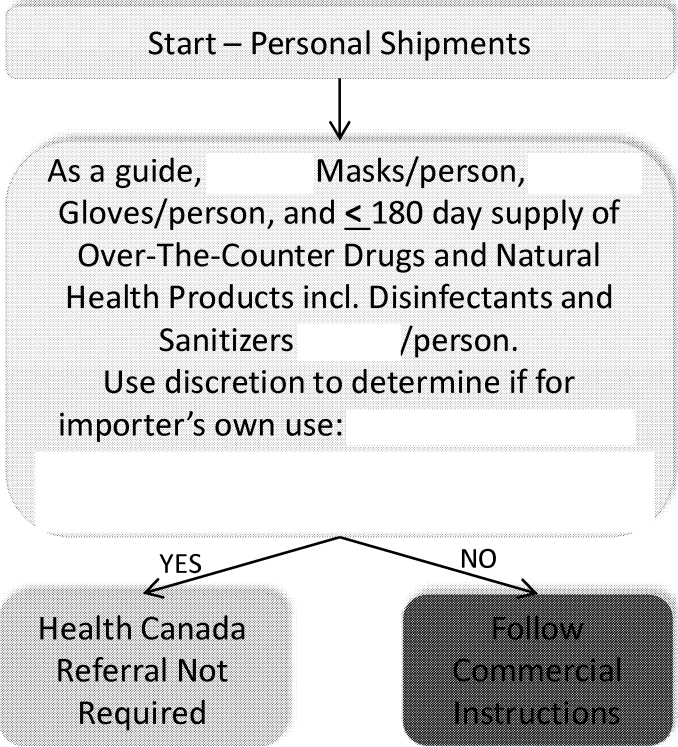 Start – Personal Shipments
As a guide, Masks/person,
Gloves/person, and < 180 day supply of
Over-The-Counter Drugs and Natural
Health Products incl. Disinfectants and
Sanitizers /person.
Use discretion to determine if for
importer’s own use:
YES
NO
Health Canada
Referral Not
Required
Follow
Commercial
Instructions